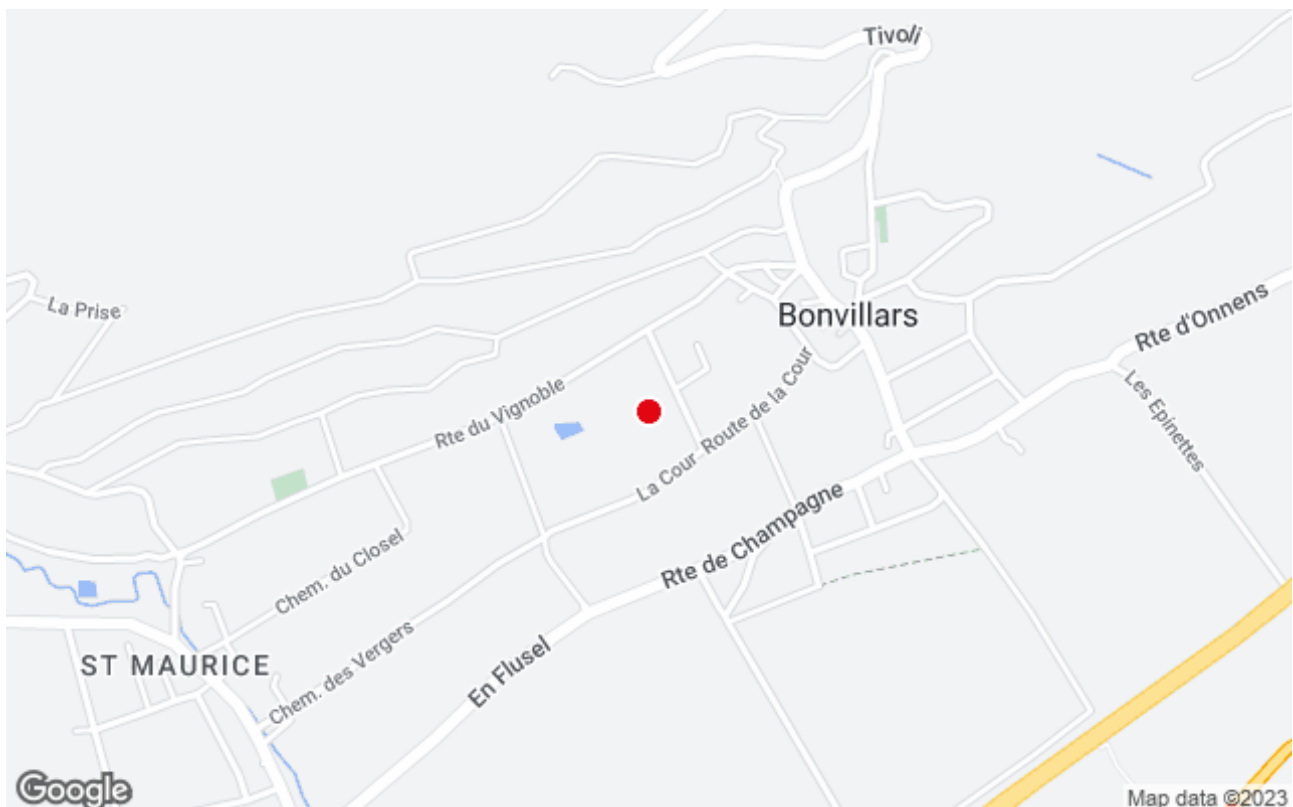 Tivoli
La Prise
Bonvillars
Rte d'Onnens
Les Epinettes
Rte du Vignoble
La Cour
Route de la Cour
Rte de Champagne
Chem. du Closel
ST MAURICE
Chem. des Vergers
En Flusel
Google
Map data ©2023